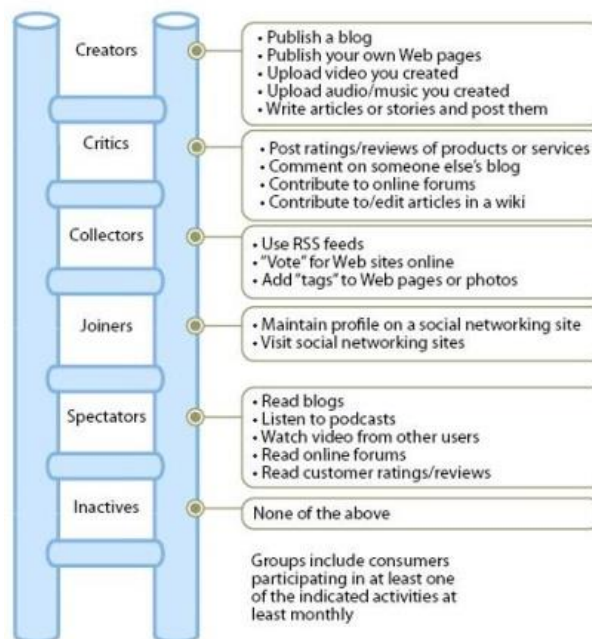 Creators
• Publish a blog
• Publish your own Web pages
• Upload video you created
• Upload audio/music you created
• Write articles or stories and post them
Critics
• Post ratings/reviews of products or services
• Comment on someone else's blog
• Contribute to online forums
• Contribute to/edit articles in a wiki
Collectors
• Use RSS feeds
• "Vote" for Web sites online
• Add "tags" to Web pages or photos
Joiners
• Maintain profile on a social networking site
• Visit social networking sites
Spectators
• Read blogs
• Listen to podcasts
• Watch video from other users
• Read online forums
• Read customer ratings/reviews
Inactives
None of the above
Groups include consumers
participating in at least one
of the indicated activities at
least monthly